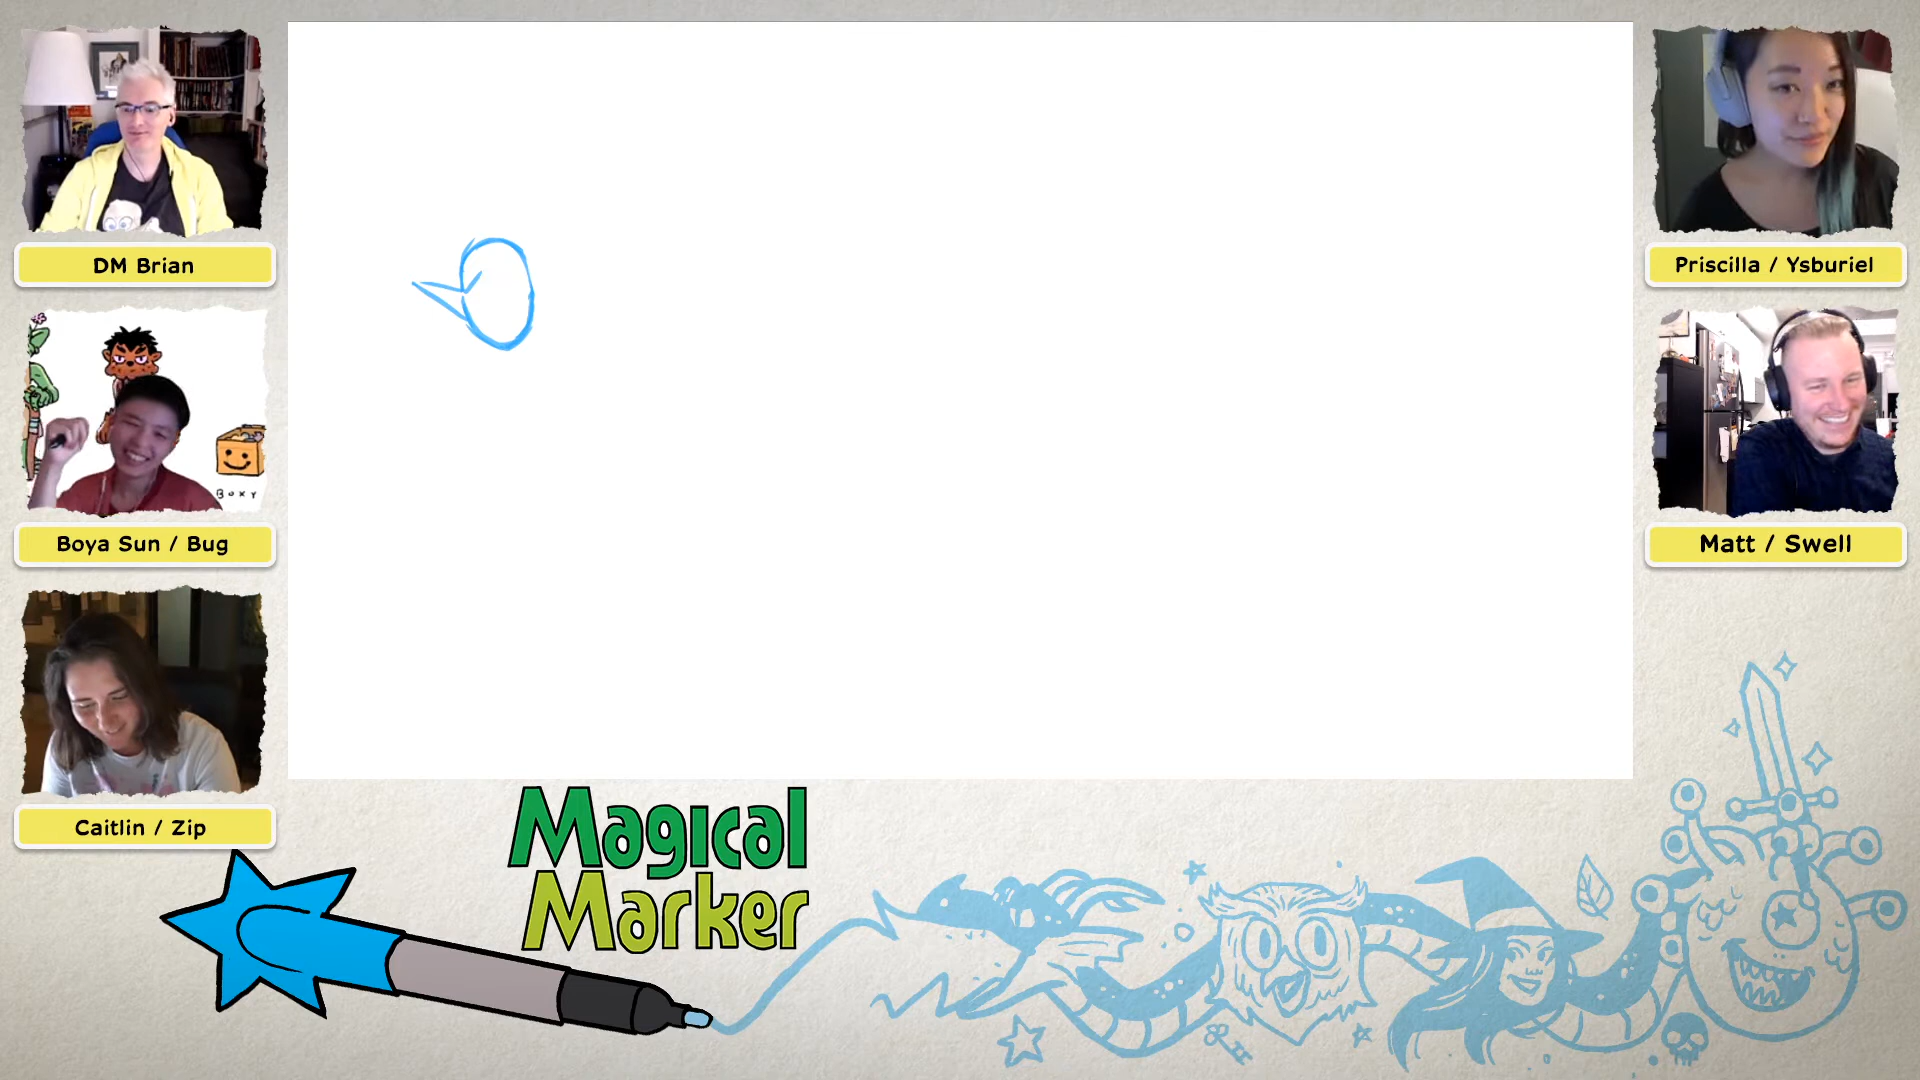 DM Brian
Priscilla / Ysburiel
BOXY
Boya Sun / Bug
Matt / Swell
Caitlin / Zip
Magical
Marker